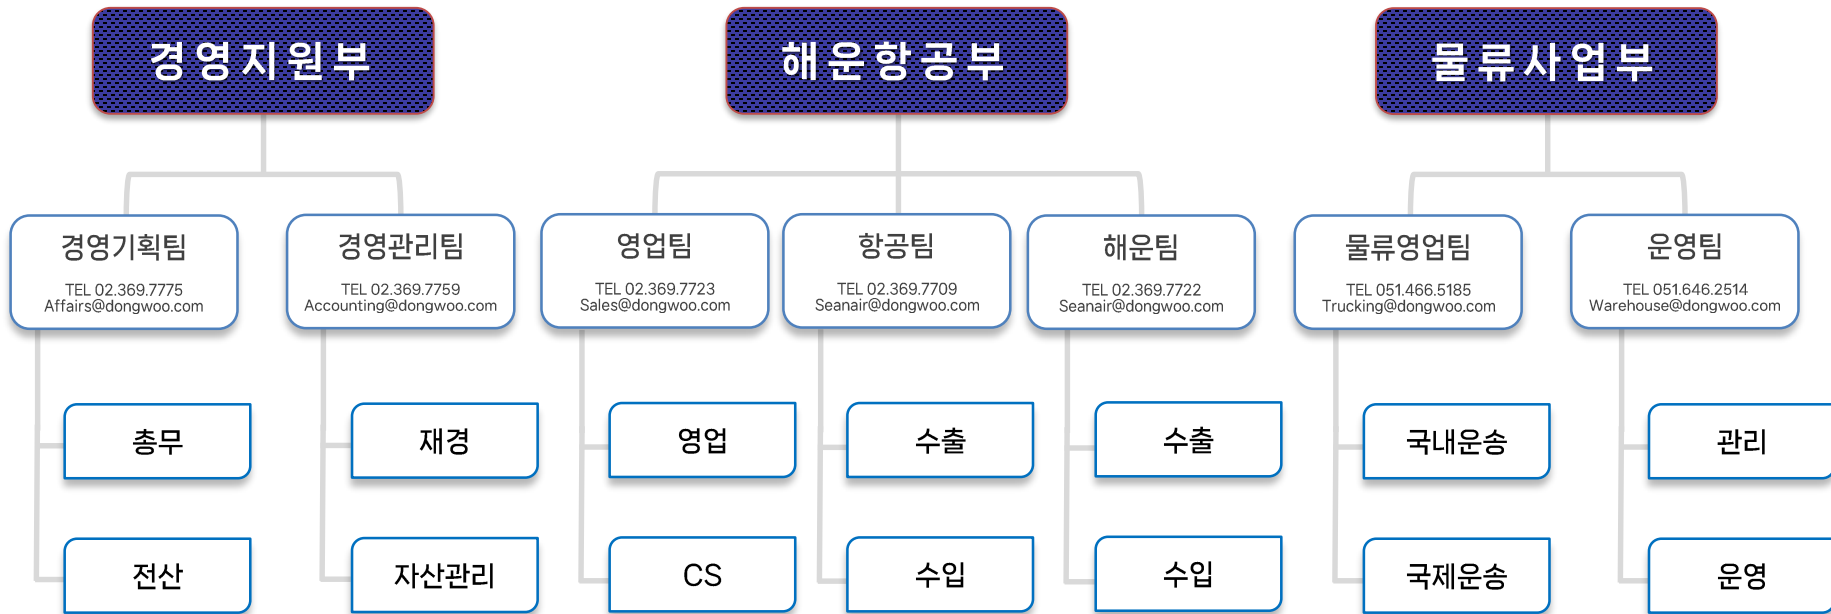 경영지원부
해운항공부
물류사업부
경영기획팀
TEL 02.369.7775
Affairs@dongwoo.com
경영관리팀
TEL 02.369.7759
Accounting@dongwoo.com
영업팀
TEL 02.369.7723
Sales@dongwoo.com
항공팀
TEL 02.369.7709
Seanair@dongwoo.com
해운팀
TEL 02.369.7722
Seanair@dongwoo.com
물류영업팀
TEL 051.466.5185
Trucking@dongwoo.com
운영팀
TEL 051.646.2514
Warehouse@dongwoo.com
총무
재경
영업
수출
수출
국내운송
관리
전산
자산관리
CS
수입
수입
국제운송
운영